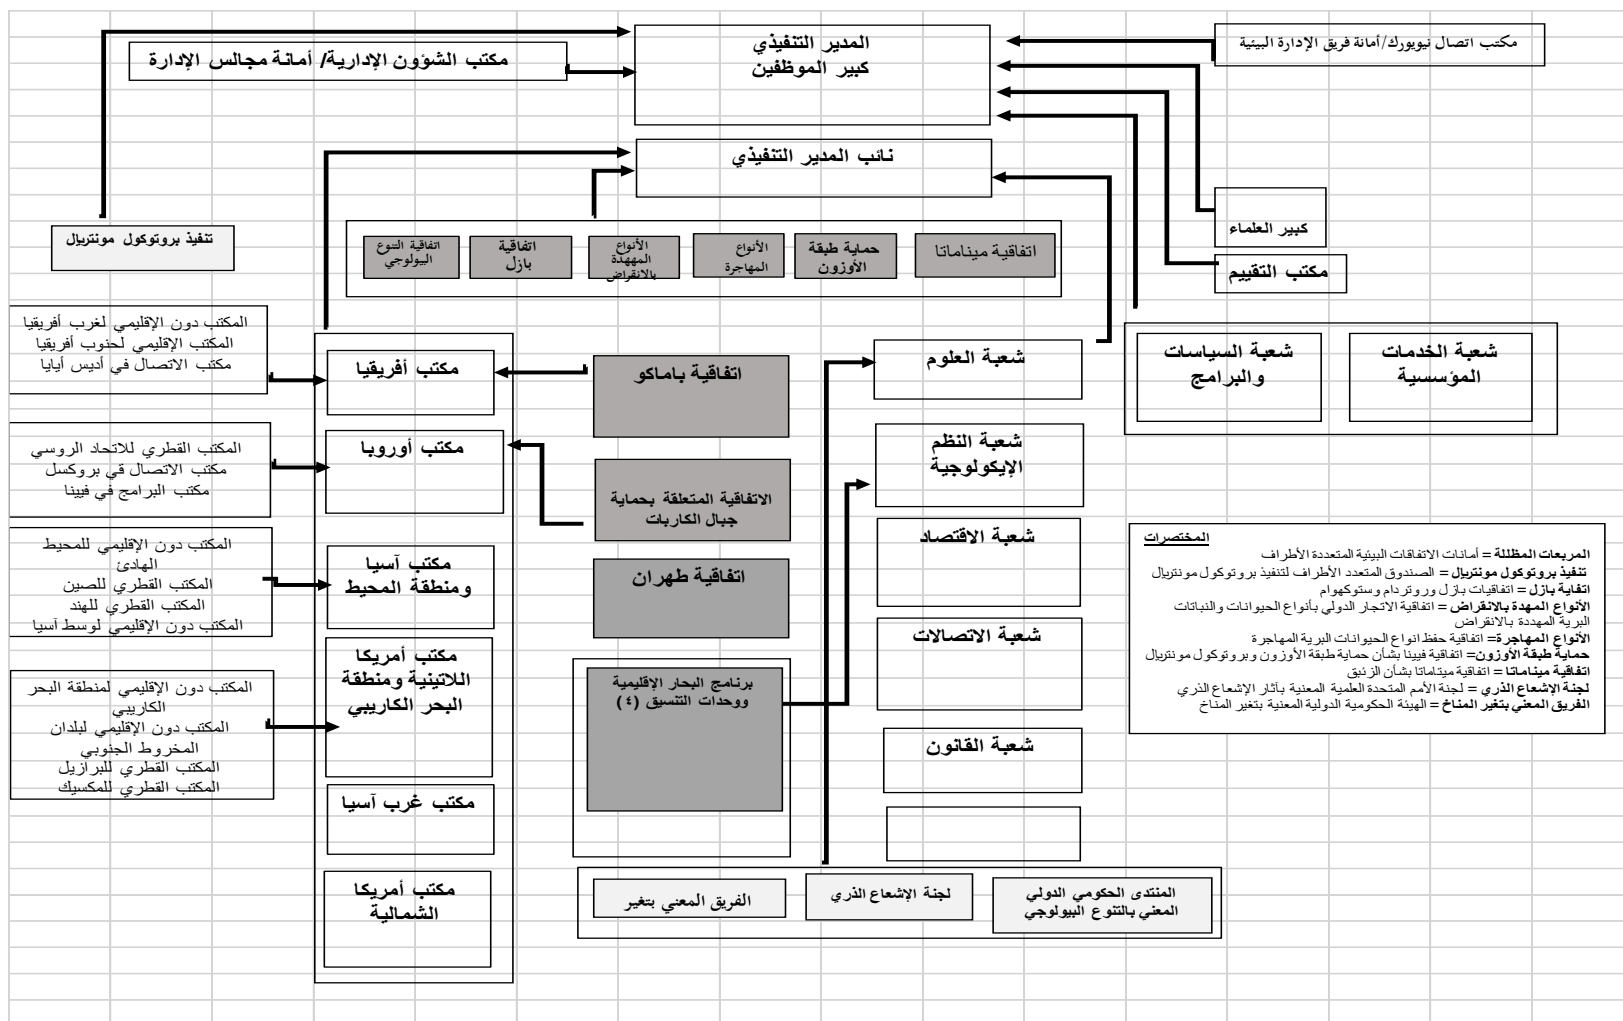 المدير التنفيذي
كبير الموظفين
مكتب اتصال نيويورك/أمانة فريق الإدارة البيئية
مكتب الشؤون الإدارية/ أمانة مجالس الإدارة
نائب المدير التنفيذي
كبير العلماء
مكتب التقييم
تنفيذ بروتوكول مونتريال
اتفاقية ميناماتا
حماية طبقة
الأوزون
الأنواع
المهاجرة
الأنواع
المههدة
بالانقراض
اتفاقية
بازل
اتفاقية التنوع
البيولوجي
شعبة الخدمات
المؤسسية
شعبة السياسات
والبرامج
شعبة العلوم
شعبة النظم
الإيكولوجية
شعبة الاقتصاد
شعبة الاتصالات
شعبة القانون
اتفاقية باماكو
الاتفاقية المتعلقة بحماية
جبال الكاربات
اتفاقية طهران
برنامج البحار الإقليمية
ووحدات التنسيق (٤)
مكتب أفريقيا
مكتب أوروبا
مكتب آسيا
ومنطقة المحيط
مكتب أمريكا
اللاتينية ومنطقة
البحر الكاريبي
مكتب غرب آسيا
مكتب أمريكا
الشمالية
المكتب دون الإقليمي لغرب أفريقيا
المكتب الإقليمي لجنوب أفريقيا
مكتب الاتصال في أديس أيايا
المكتب القطري للاتحاد الروسي
مكتب الاتصال قي بروكسل
مكتب البرامج في فيينا
المكتب دون الإقليمي للمحيط
الهادئ
المكتب القطري للصين
المكتب القطري للهند
المكتب دون الإقليمي لوسط آسيا
المكتب دون الإقليمي لمنطقة البحر
الكاريبي
المكتب دون الإقليمي لبلدان
المخروط الجنوبي
المكتب القطري للبرازيل
المكتب القطري للمكسيك
المنتدى الحكومي الدولي
المعني بالتنوع البيولوجي
لجنة الإشعاع الذري
الفريق المعني بتغير
المختصرات
المربعات المظللة = أمانات الاتفاقات البيئية المتعددة الأطراف
تنفيذ بروتوكول مونتريال = الصندوق المتعدد الأطراف لتنفيذ بروتوكول مونتريال
اتفاية بازل = اتفاقيات بازل وروتردام وستوكهولم
الأنواع المهدة بالانقراض = اتفاقية الاتجار الدولي بأنواع الحيوانات والنباتات
البرية المهددة بالانقراض
الأنواع المهاجرة= اتفاقية حفظ انواع الحيوانات البرية المهاجرة
حماية طبقة الأوزون= اتفاقية فيينا بشأن حماية طبقة الأوزون وبروتوكول مونتريال
اتفاقية ميناماتا = اتفاقية ميتاماتا بشأن الزئبق
لجنة الإشعاع الذري = لجنة الأمم المتحدة العلمية المعنية بآثار الإشعاع الذري
الفريق المعني بتغير المناخ = الهيئة الحكومية الدولية المعنية بتغير المناخ